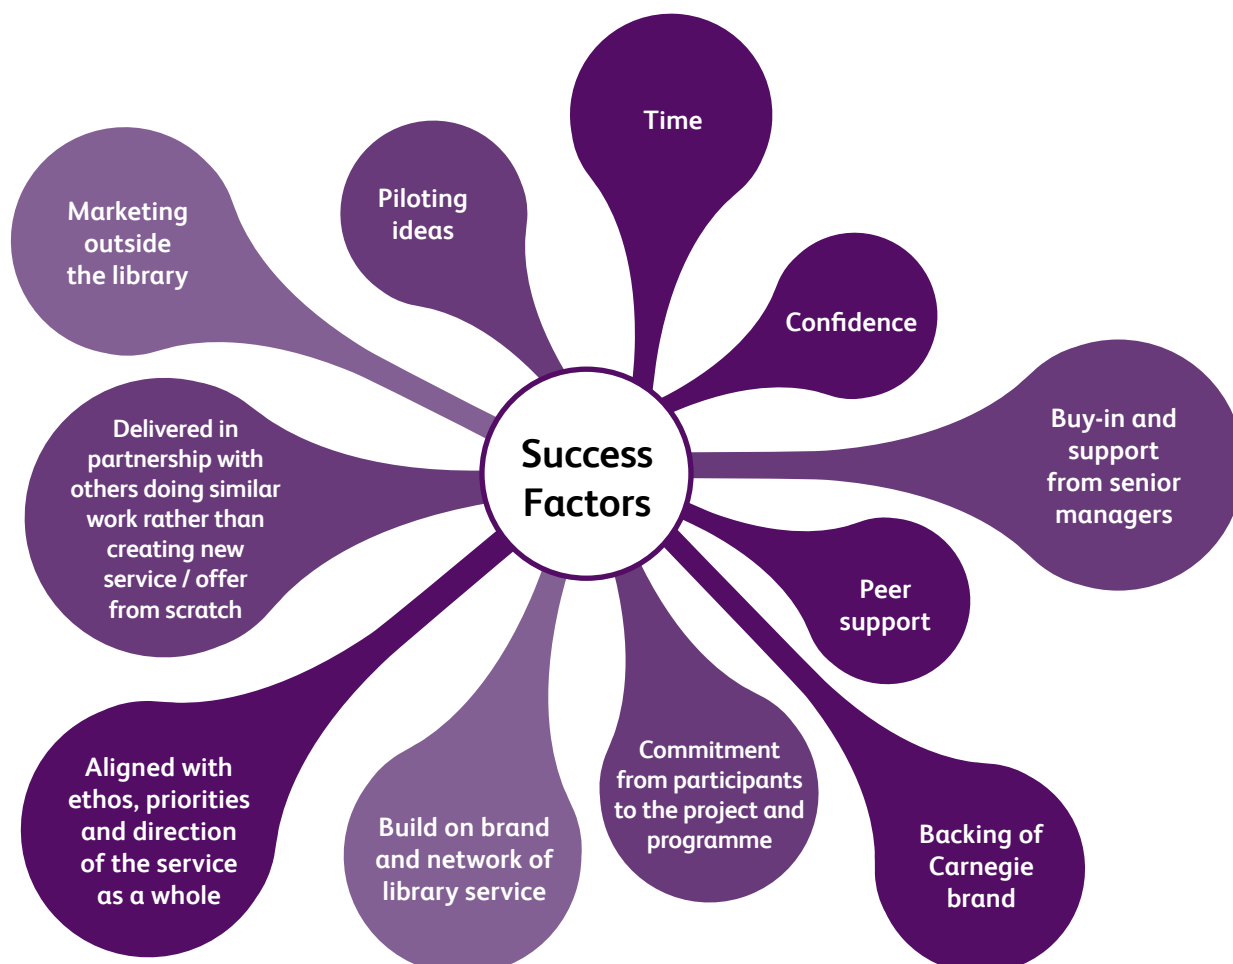 Time
Piloting
ideas
Marketing
outside
the library
Confidence
Buy-in and
support
from senior
managers
Delivered in
partnership with
others doing similar
work rather than
creating new
service / offer
from scratch
Success
Factors
Peer
support
Aligned with
ethos, priorities
and direction
of the service
as a whole
Build on brand
and network of
library service
Commitment
from participants
to the project and
programme
Backing of
Carnegie
brand